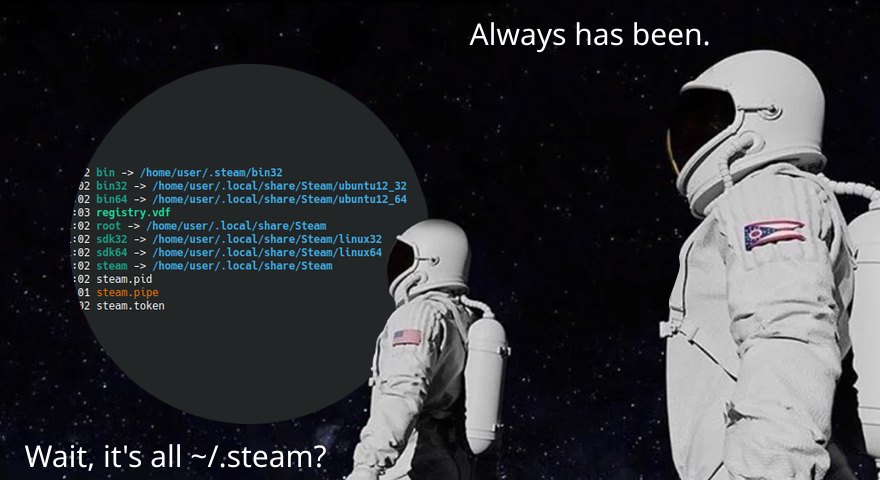 Always has been.
2 bin -> /home/user/.steam/bin32
02 bin32 -> /home/user/.local/share/Steam/ubuntu12_32
02 bin64 -> /home/user/.local/share/Steam/ubuntu12_64
:03 registry.vdf
:02 root -> /home/user/.local/share/Steam
:02 sdk32 -> /home/user/.local/share/Steam/linux32
:02 sdk64 -> /home/user/.local/share/Steam/linux64
:02 steam -> /home/user/.local/share/Steam
:02 steam.pid
01 steam.pipe
02 steam.token
Wait, it's all ~/.steam?